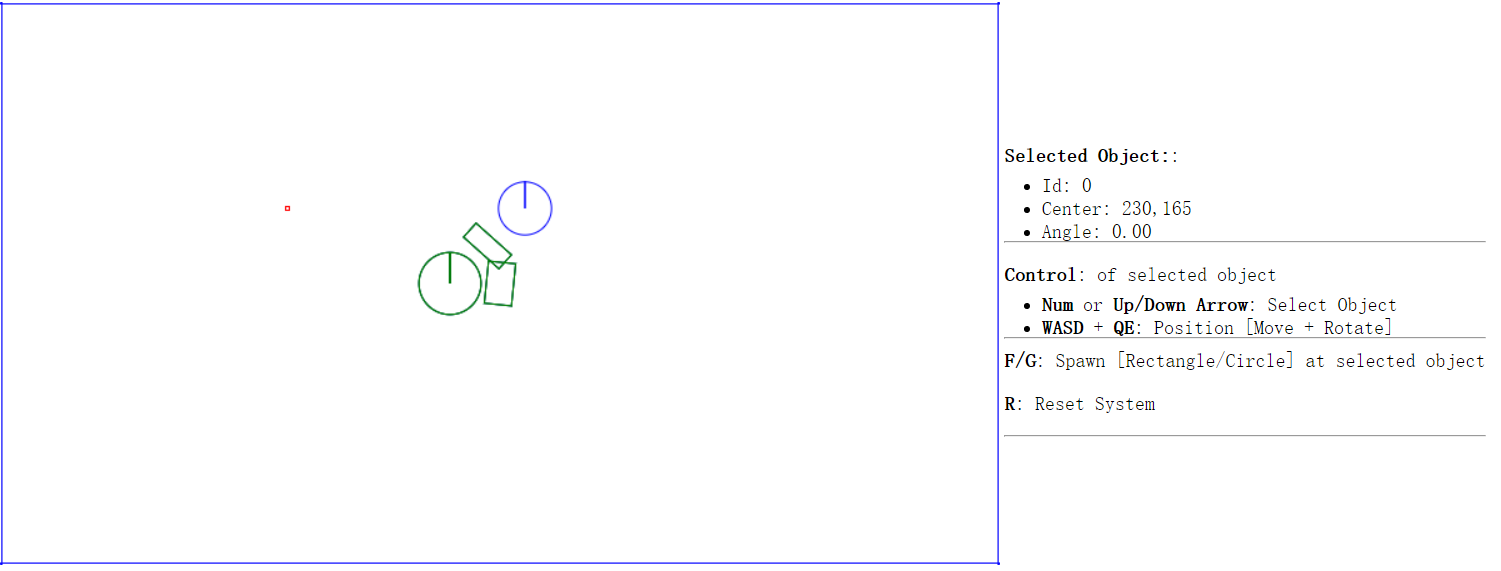 Selected Object::
• Id: 0
• Center: 230,165
• Angle: 0.00
Control: of selected object
• Num or Up/Down Arrow: Select Object
• WASD + QE: Position [Move + Rotate]
F/G: Spawn [Rectangle/Circle] at selected object
R: Reset System